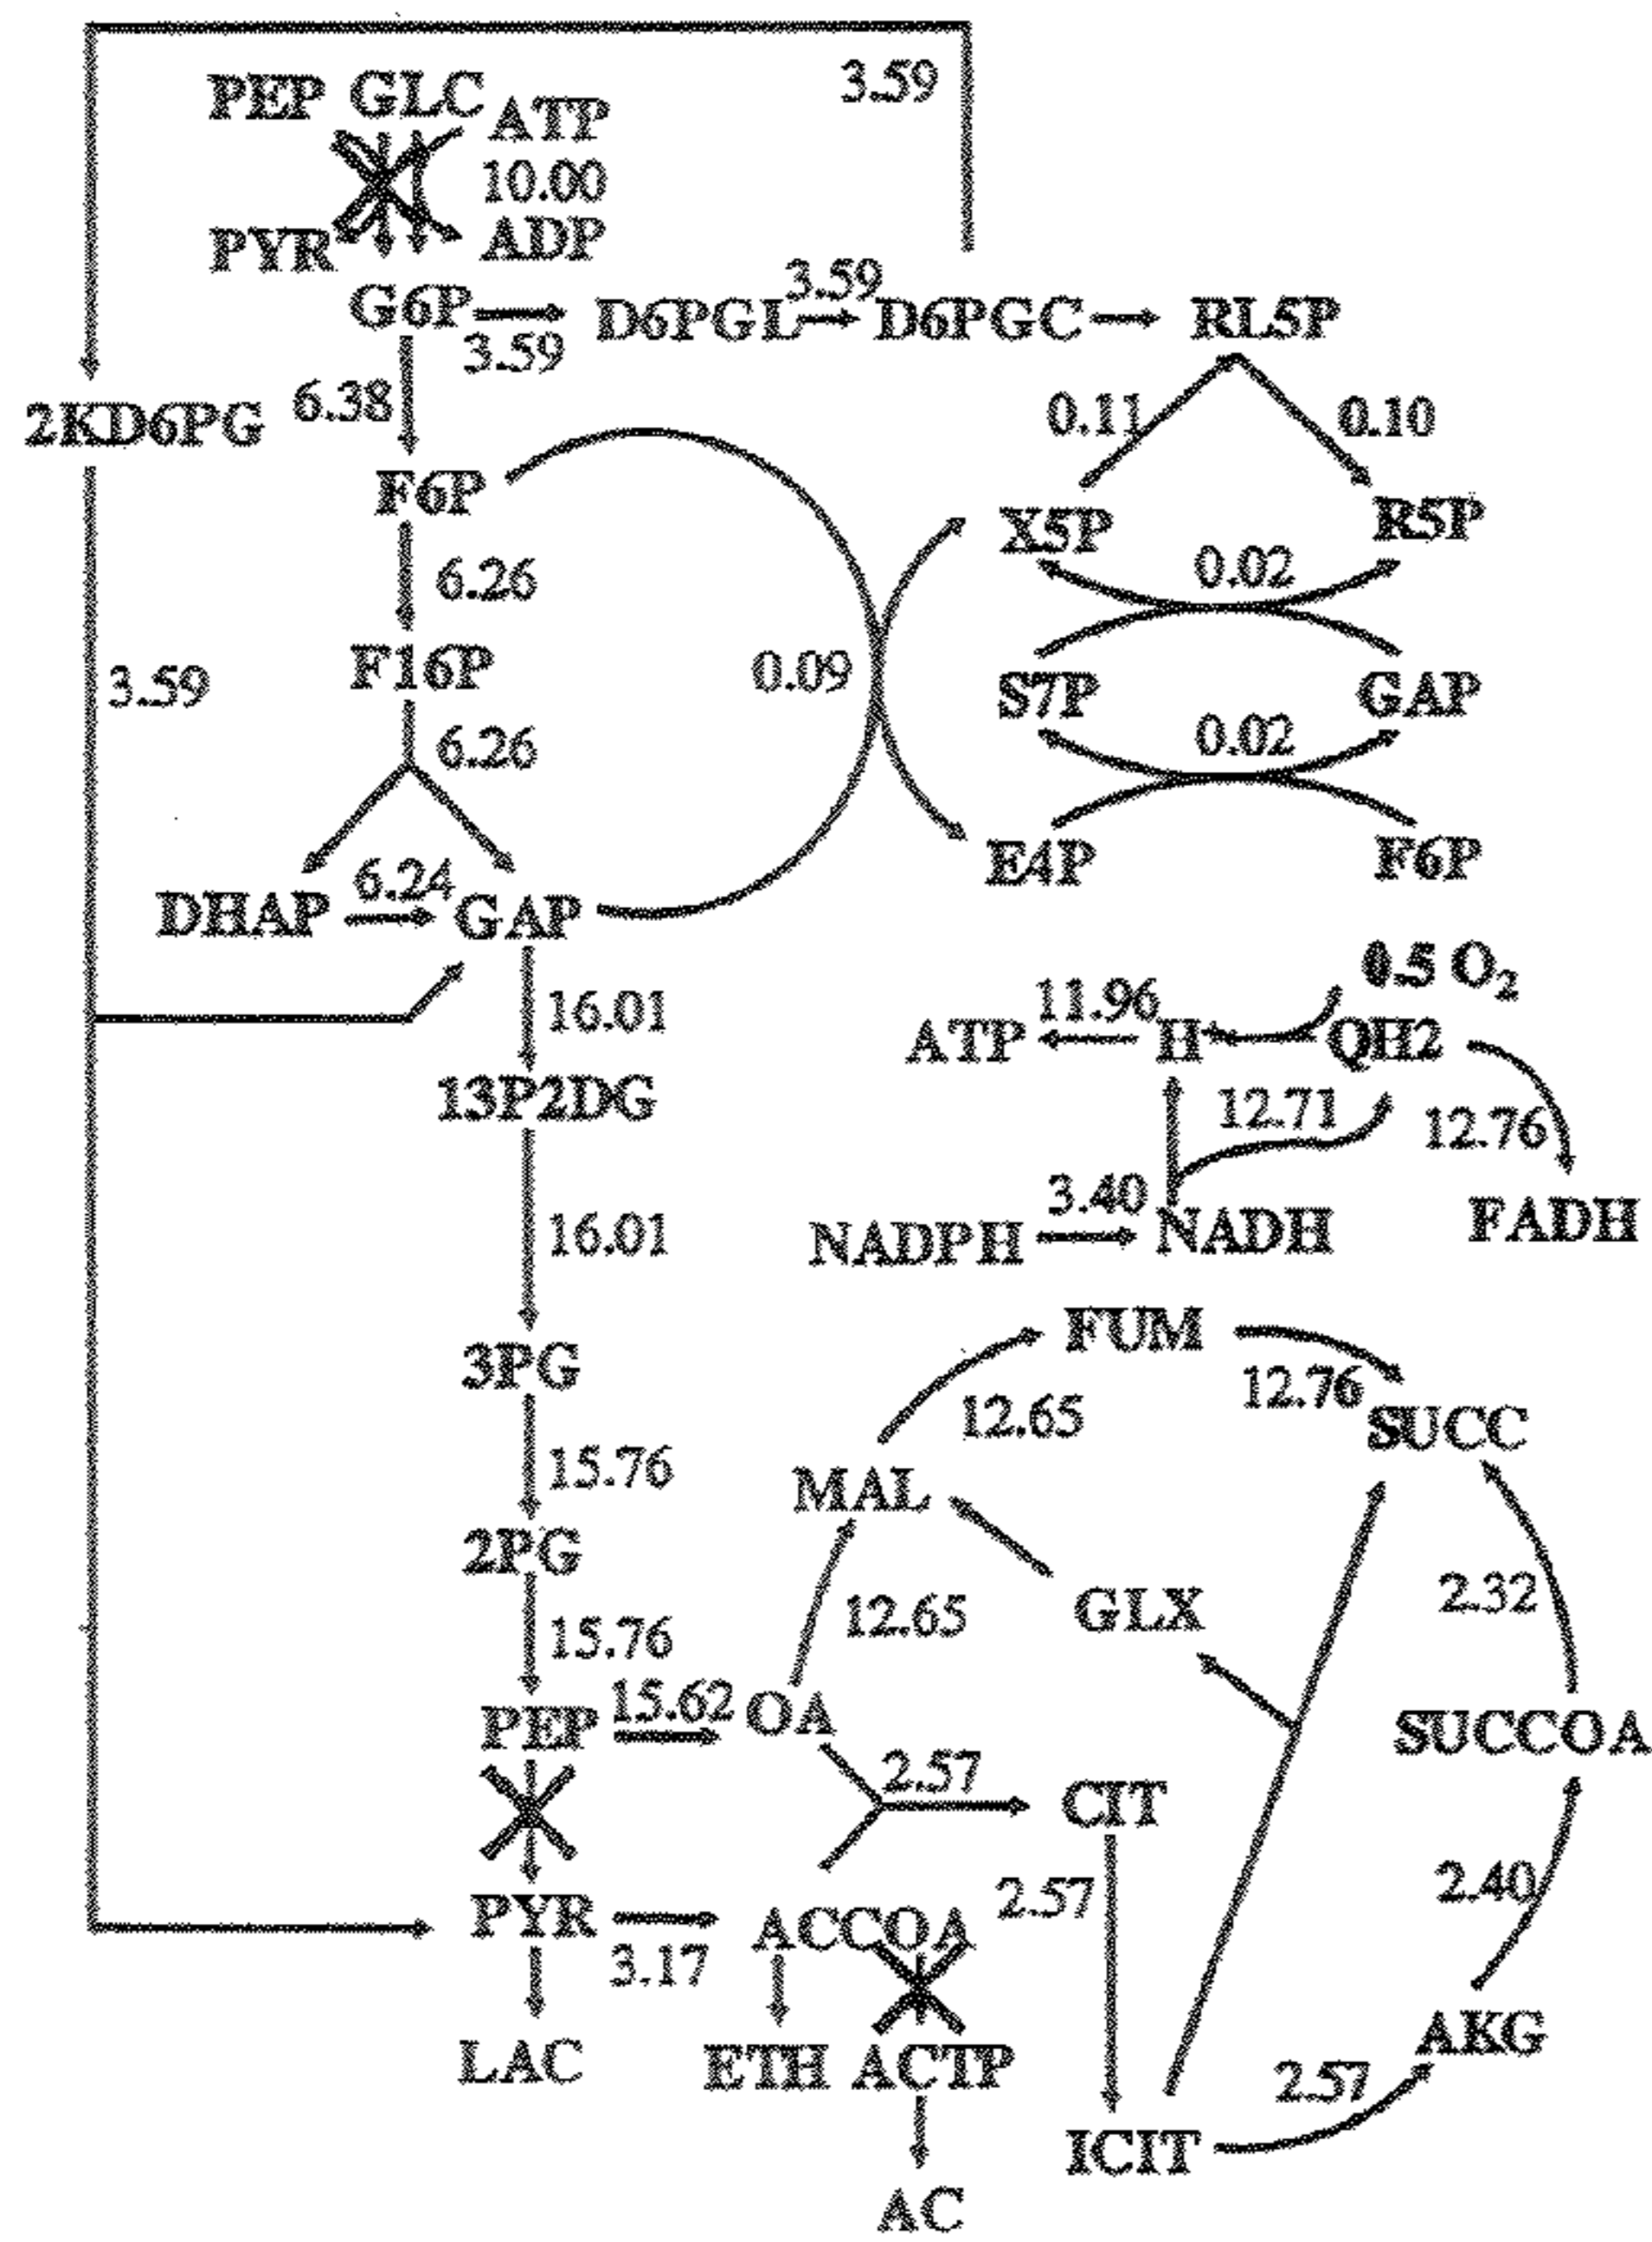 3.59
PEP GLC ATP
10.00
PYR ADP
3.59
G6P D6PGL D6PGC RL5P
3.59
6.38 0.11 0.10
2KD6PG
F6P X5P R5P
6.26 0.02
F16P
3.59 0.09 S7P GAP
6.26 0.02
6.24 E4P F6P
DHAP GAP
0.5 O₂
16.01 11.96
ATP H⁺ QH2
13P2DG 12.71 12.76
3.40
16.01 NADPH NADH FADH
FUM
3PG 12.65 12.76
SUCC
15.76 MAL
2PG
12.65 GLX 2.32
15.76
PEP 15.62 OA SUCCOA
2.57 CIT
2.57 2.40
PYR ACCOA
3.17
AKG
LAC ETH ACTP 2.57
ICIT
AC